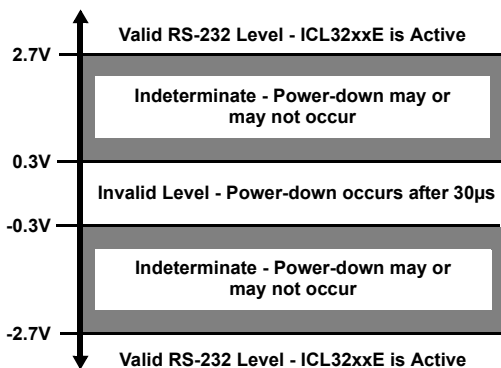 Valid RS-232 Level - ICL32xxE is Active
2.7V
Indeterminate - Power-down may or
may not occur
0.3V
Invalid Level - Power-down occurs after 30µs
-0.3V
Indeterminate - Power-down may or
may not occur
-2.7V
Valid RS-232 Level - ICL32xxE is Active